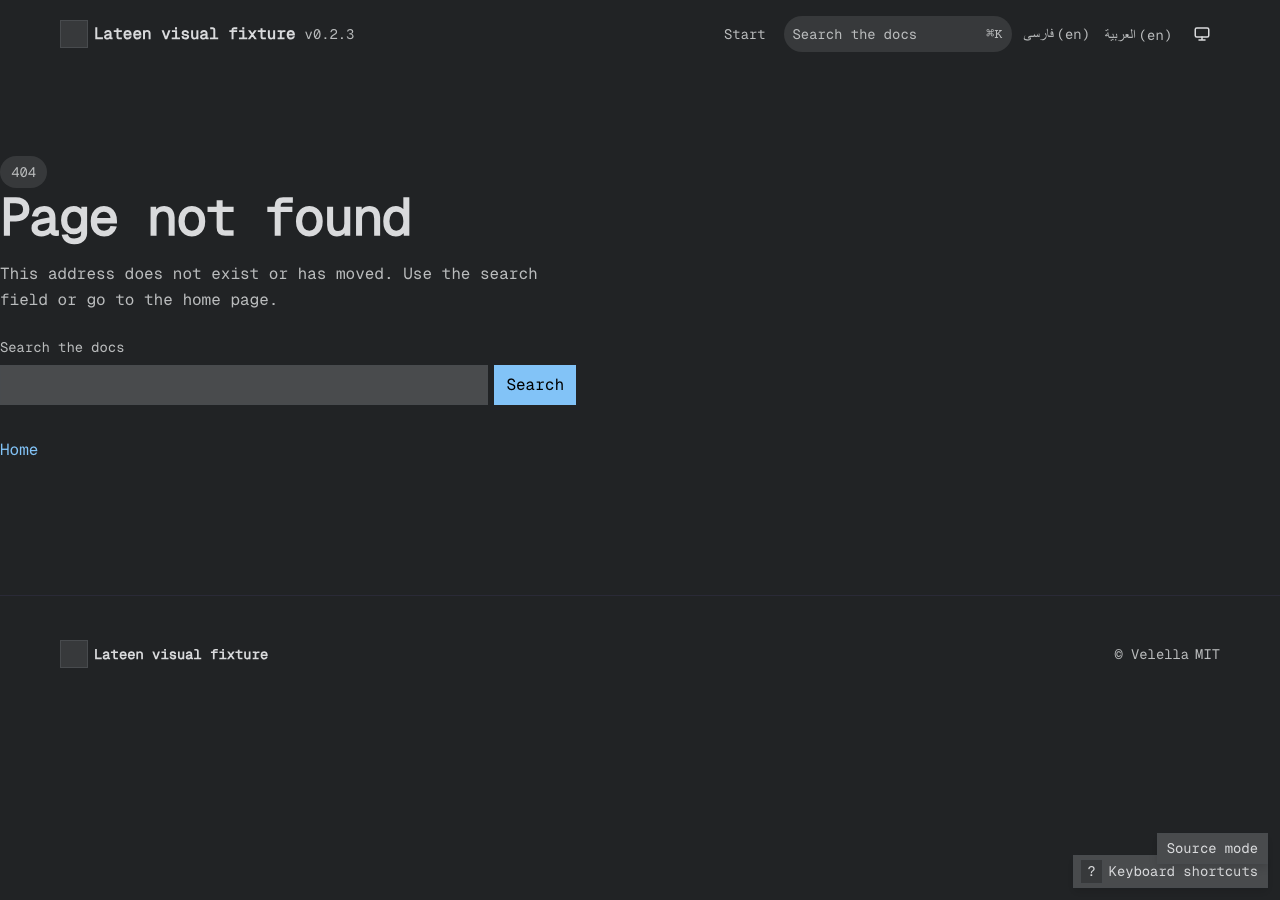 Lateen visual fixture v0.2.3
Start
Search the docs ⌘K
فارسی (en)
العربية (en)
404
Page not found
This address does not exist or has moved. Use the search
field or go to the home page.
Search the docs
Search
Home
Lateen visual fixture
© Velella MIT
Source mode
? Keyboard shortcuts